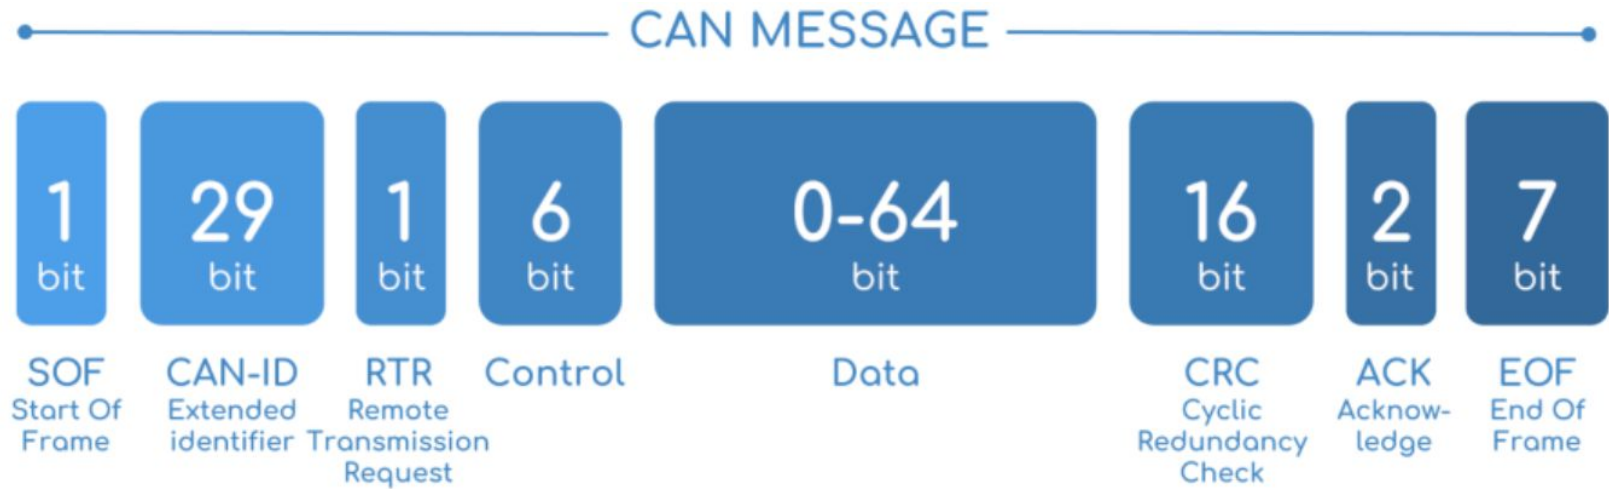 CAN MESSAGE
1
bit
29
bit
1
bit
6
bit
0-64
bit
16
bit
2
bit
7
bit
SOF
Start Of
Frame
CAN-ID
Extended
identifier
RTR
Remote
Transmission
Request
Control
Data
CRC
Cyclic
Redundancy
Check
ACK
Acknow-
ledge
EOF
End Of
Frame